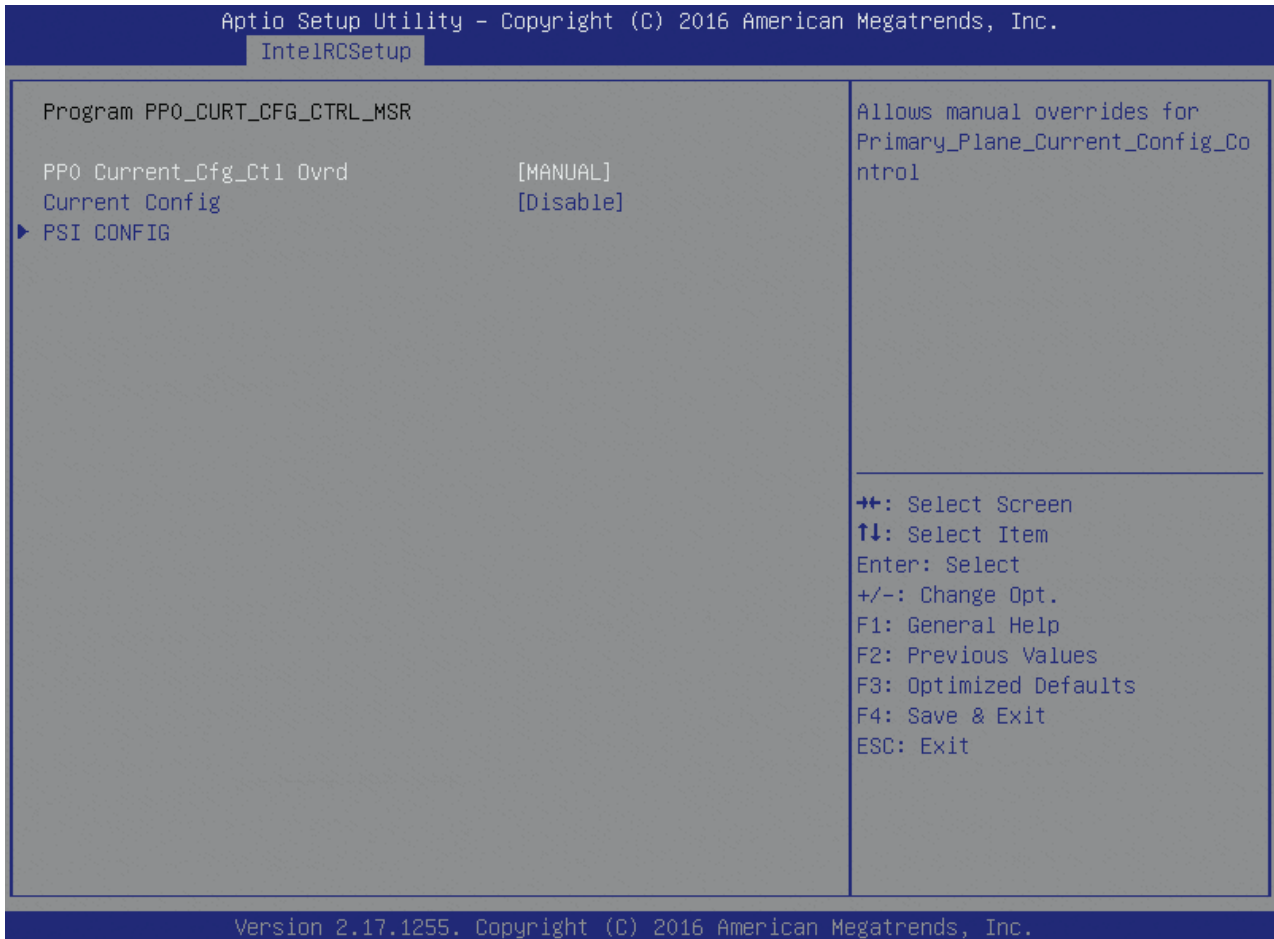 Aptio Setup Utility – Copyright (C) 2016 American Megatrends, Inc.
IntelRCSetup
Program PP0_CURT_CFG_CTRL_MSR
PP0 Current_Cfg_Ctl Ovrd [MANUAL]
Current Config [Disable]
▶ PSI CONFIG
Allows manual overrides for
Primary_Plane_Current_Config_Co
ntrol
→←: Select Screen
↑↓: Select Item
Enter: Select
+/-: Change Opt.
F1: General Help
F2: Previous Values
F3: Optimized Defaults
F4: Save & Exit
ESC: Exit
Version 2.17.1255. Copyright (C) 2016 American Megatrends, Inc.